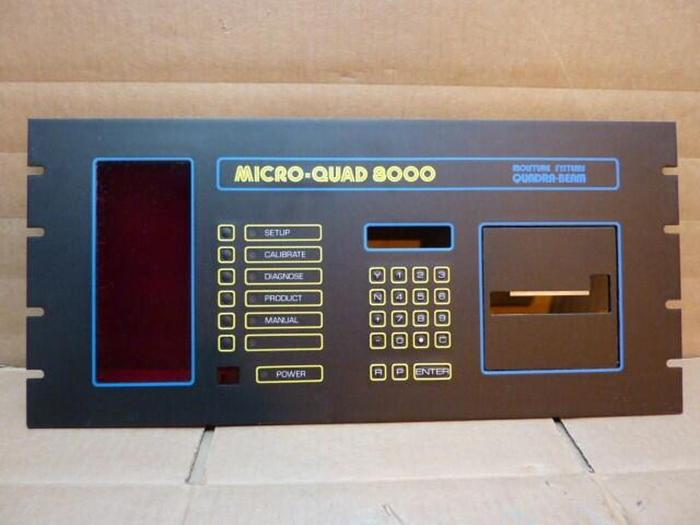 MICRO-QUAD 8000
MOISTURE SYSTEMS
QUADRA-BEAM
SETUP
CALIBRATE
DIAGNOSE
PRODUCT
MANUAL
POWER
Y 1 2 3
N 4 5 6
+ 7 8 9
- 0 • C
R P ENTER